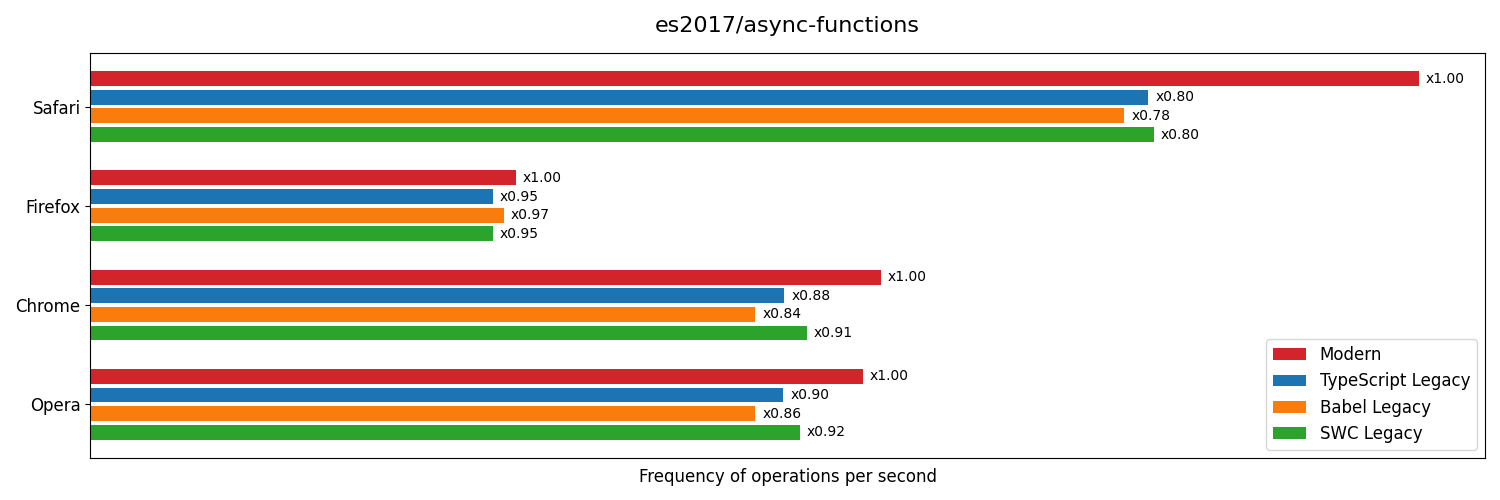 es2017/async-functions
Safari
x1.00
x0.80
x0.78
x0.80
Firefox
x1.00
x0.95
x0.97
x0.95
Chrome
x1.00
x0.88
x0.84
x0.91
Opera
x1.00
x0.90
x0.86
x0.92
Modern
TypeScript Legacy
Babel Legacy
SWC Legacy
Frequency of operations per second